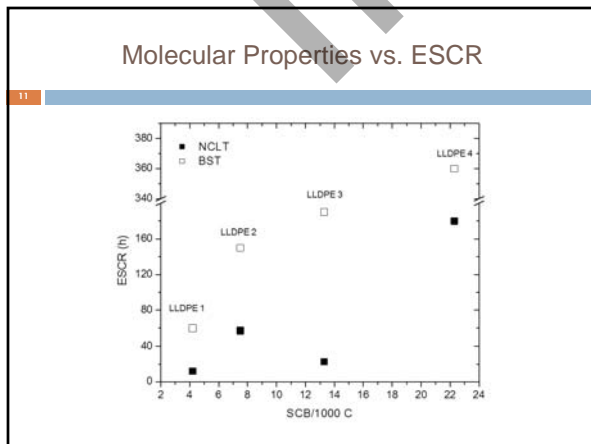 Molecular Properties vs. ESCR
11
NCLT
BST
LLDPE 1
LLDPE 2
LLDPE 3
LLDPE 4
380
360
340
160
120
80
40
0
ESCR (h)
2 4 6 8 10 12 14 16 18 20 22 24
SCB/1000 C